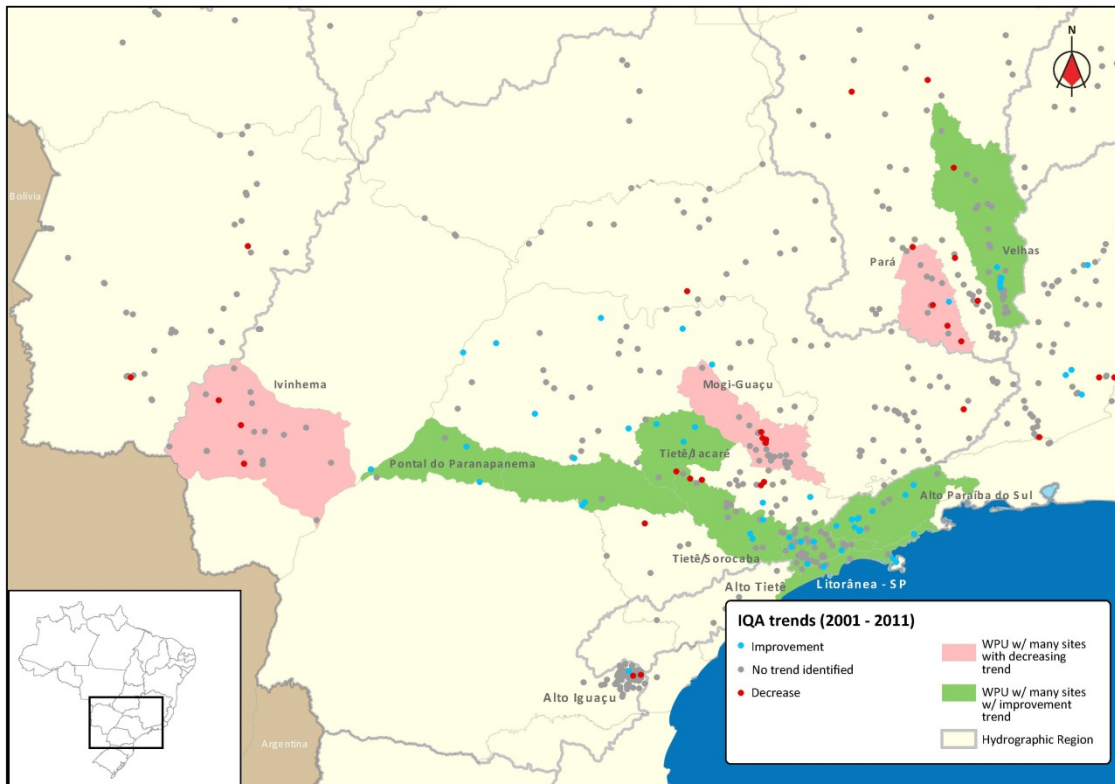 N
Bolívia
Velhas
Pará
Ivinhema
Mogi-Guaçu
Tietê/Jacaré
Pontal do Paranapanema
Alto Paraíba do Sul
Tietê/Sorocaba
Alto Tietê
Litorânea - SP
Alto Iguaçu
Argentina
IQA trends (2001 - 2011)
Improvement
No trend identified
Decrease
WPU w/ many sites
with decreasing
trend
WPU w/ many sites
w/ improvement
trend
Hydrographic Region